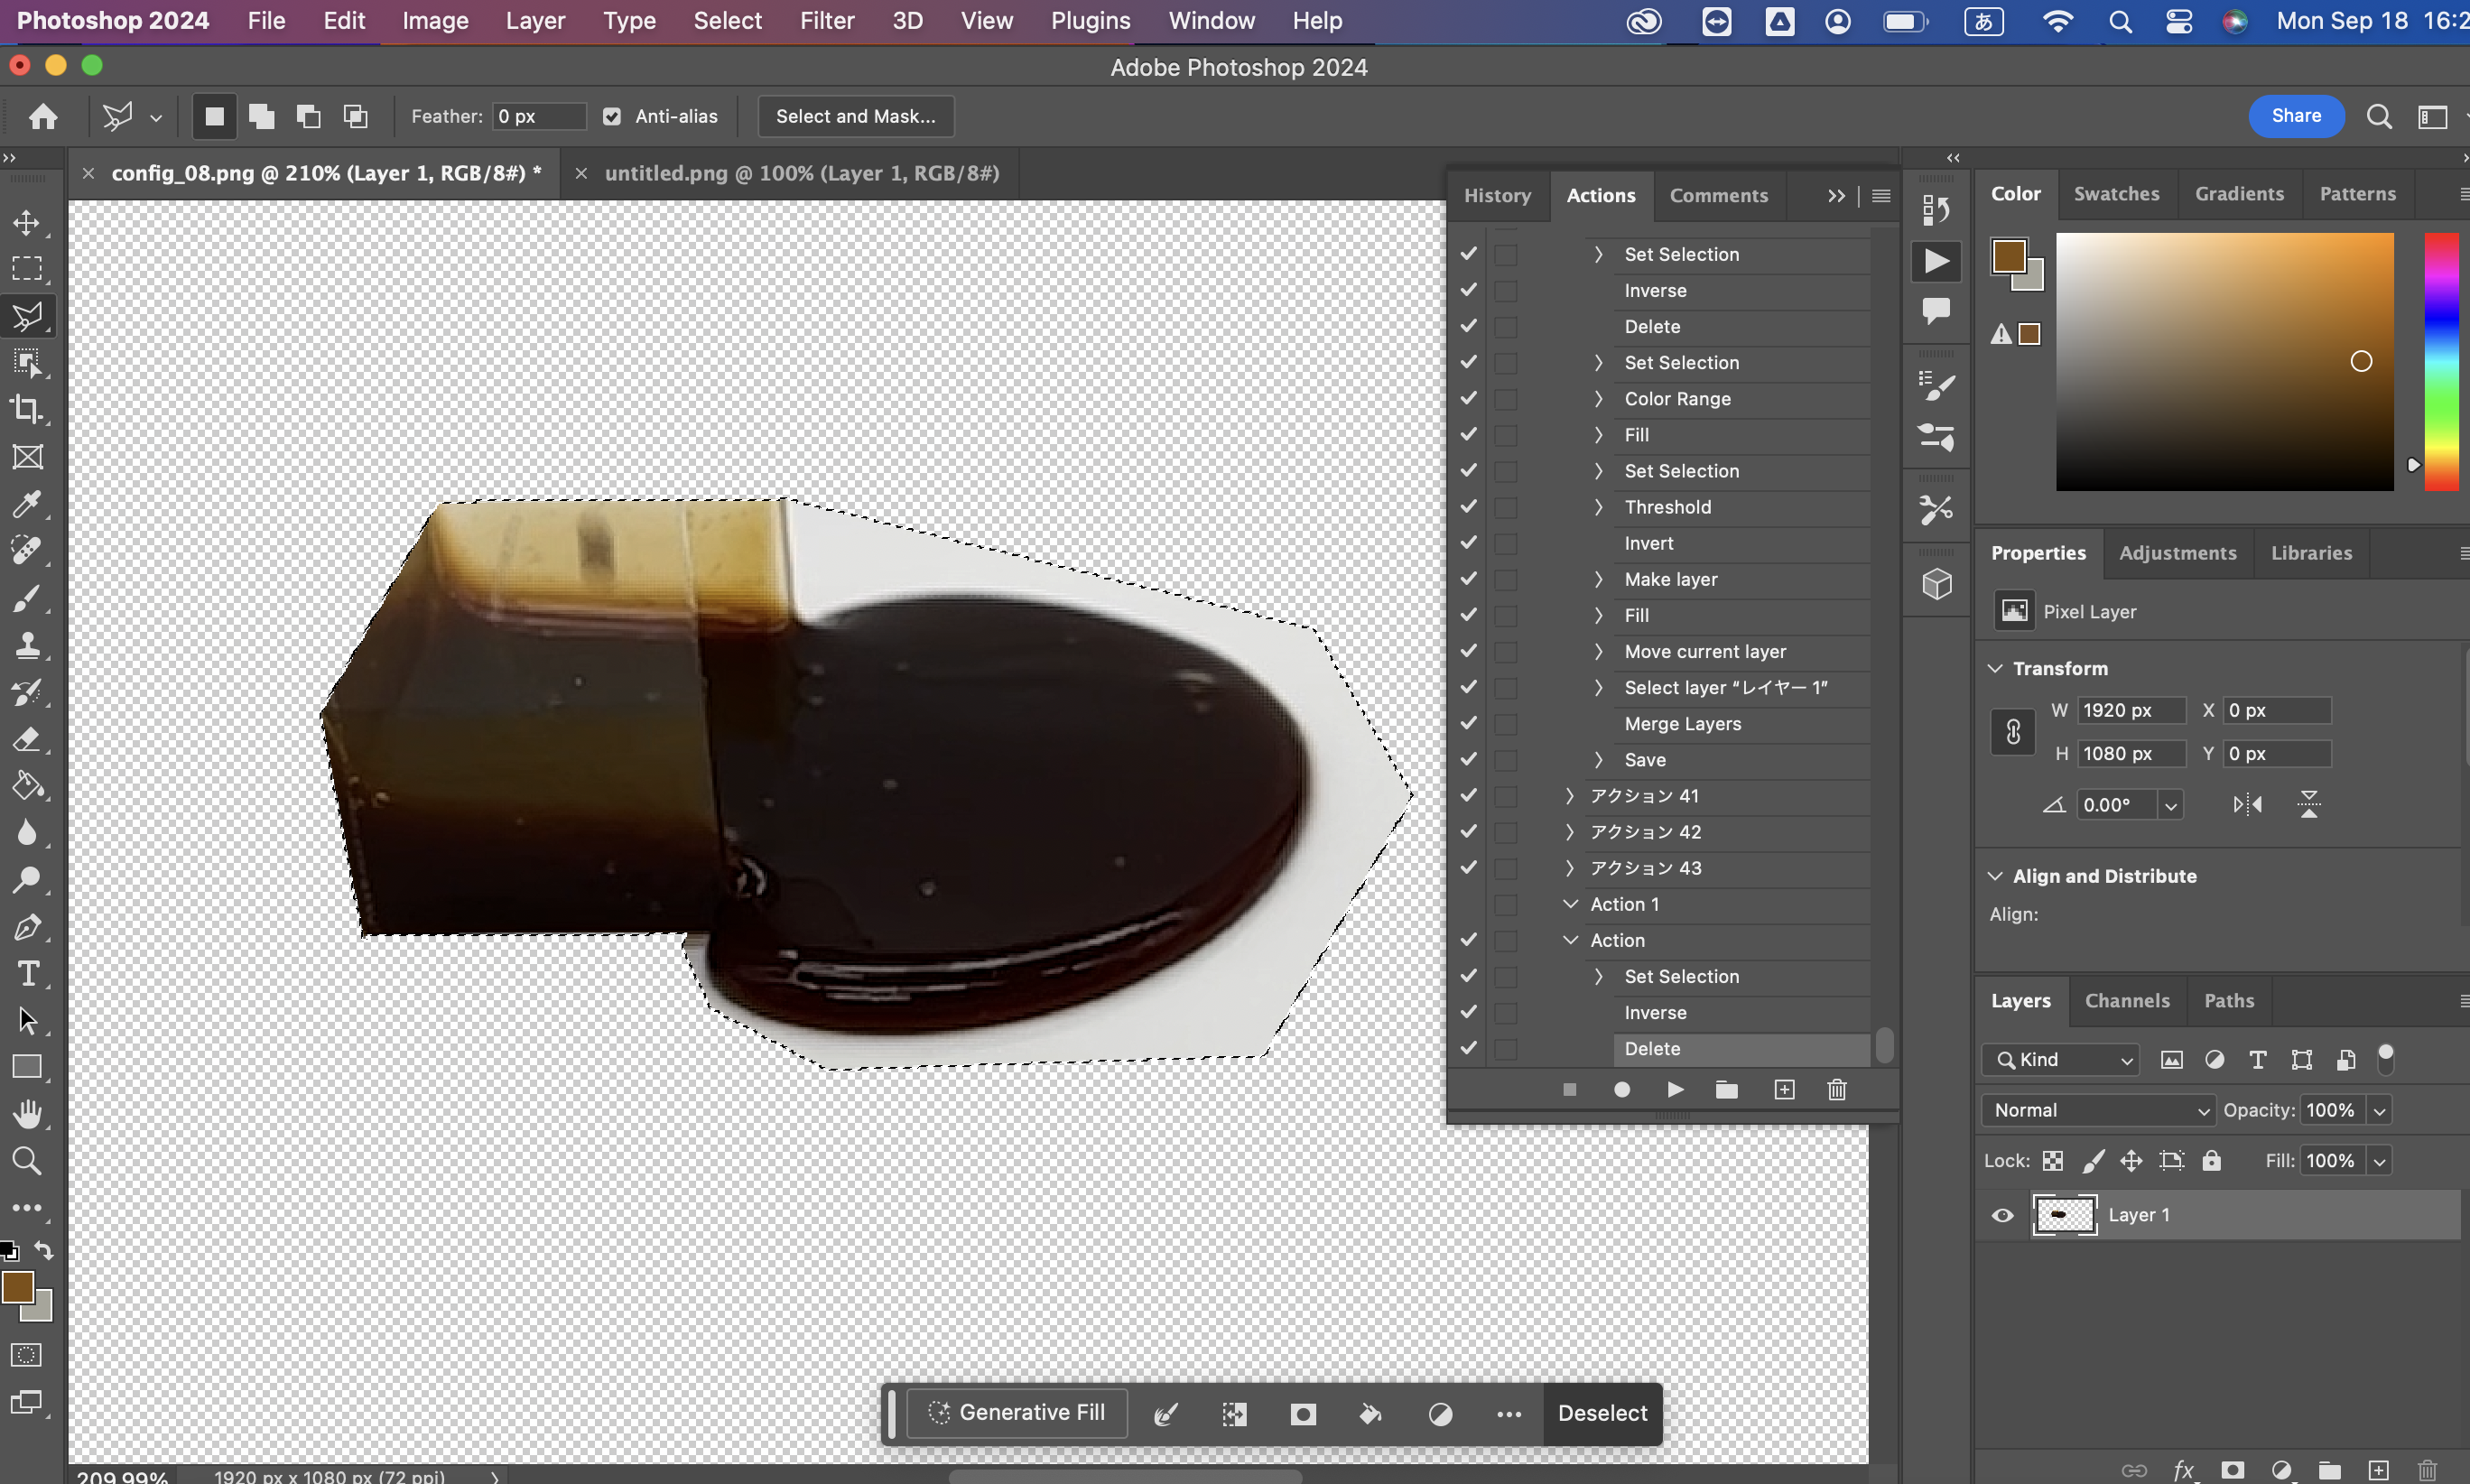 Photoshop 2024 File Edit Image Layer Type Select Filter 3D View Plugins Window Help あ Mon Sep 18 16:2
Adobe Photoshop 2024
Feather: 0 px Anti-alias Select and Mask... Share
config_08.png @ 210% (Layer 1, RGB/8#) * untitled.png @ 100% (Layer 1, RGB/8#)
History Actions Comments
Set Selection
Inverse
Delete
Set Selection
Color Range
Fill
Set Selection
Threshold
Invert
Make layer
Fill
Move current layer
Select layer “レイヤー 1”
Merge Layers
Save
アクション 41
アクション 42
アクション 43
Action 1
Action
Set Selection
Inverse
Delete
Color Swatches Gradients Patterns
Properties Adjustments Libraries
Pixel Layer
Transform
W 1920 px X 0 px
H 1080 px Y 0 px
0.00°
Align and Distribute
Align:
Layers Channels Paths
Kind
Normal Opacity: 100%
Lock: Fill: 100%
Layer 1
fx
Generative Fill Deselect
209.99% 1920 px x 1080 px (72 ppi)